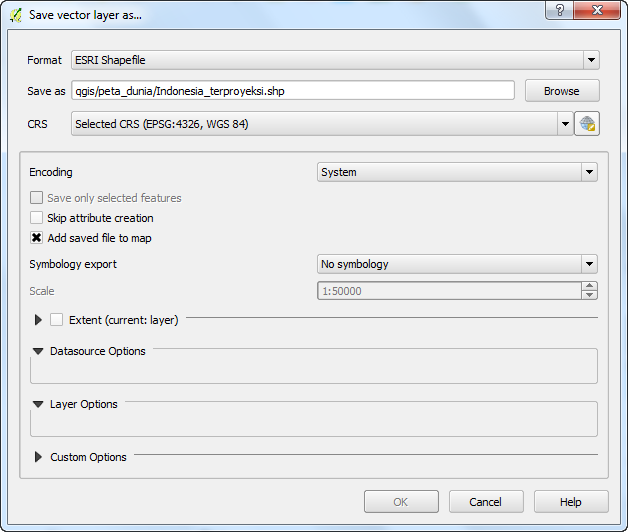 Save vector layer as...
Format ESRI Shapefile
Save as qgis/peta_dunia/Indonesia_terproyeksi.shp Browse
CRS Selected CRS (EPSG:4326, WGS 84)
Encoding System
Save only selected features
Skip attribute creation
Add saved file to map
Symbology export No symbology
Scale 1:50000
Extent (current: layer)
Datasource Options
Layer Options
Custom Options
OK Cancel Help